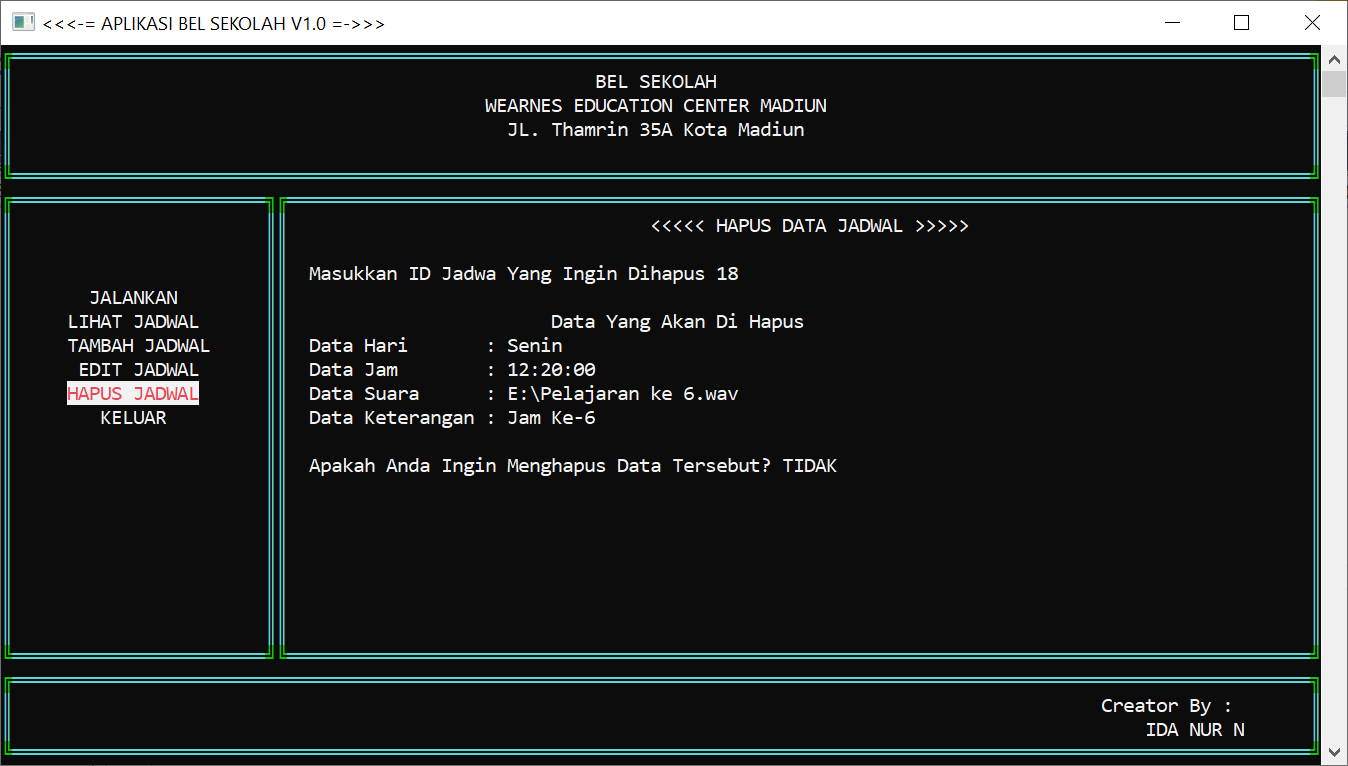 <<<-= APLIKASI BEL SEKOLAH V1.0 =->>>
BEL SEKOLAH
WEARNES EDUCATION CENTER MADIUN
JL. Thamrin 35A Kota Madiun
JALANKAN
LIHAT JADWAL
TAMBAH JADWAL
EDIT JADWAL
HAPUS JADWAL
KELUAR
<<<<< HAPUS DATA JADWAL >>>>>
Masukkan ID Jadwa Yang Ingin Dihapus 18
Data Yang Akan Di Hapus
Data Hari : Senin
Data Jam : 12:20:00
Data Suara : E:\Pelajaran ke 6.wav
Data Keterangan : Jam Ke-6
Apakah Anda Ingin Menghapus Data Tersebut? TIDAK
Creator By :
IDA NUR N